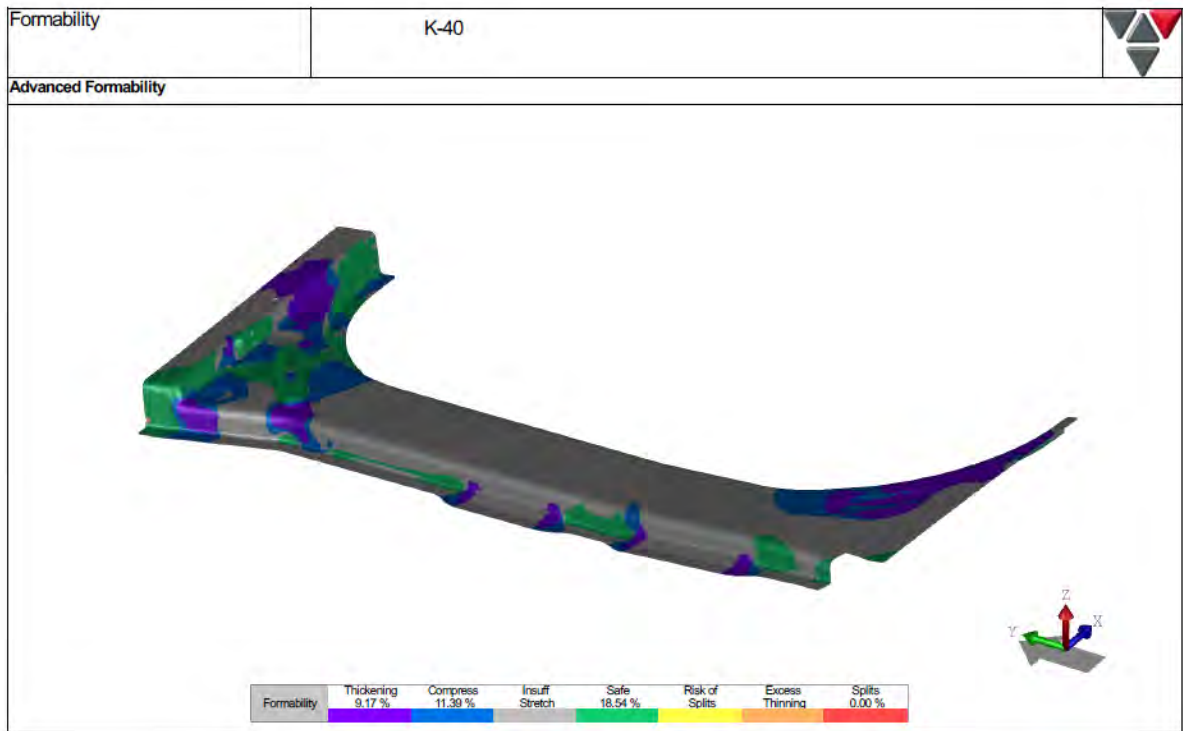 Formability
K-40
Advanced Formability
Z
Y
X
Formability
Thickening
9.17 %
Compress
11.39 %
Insuff
Stretch
Safe
18.54 %
Risk of
Splits
Excess
Thinning
Splits
0.00 %